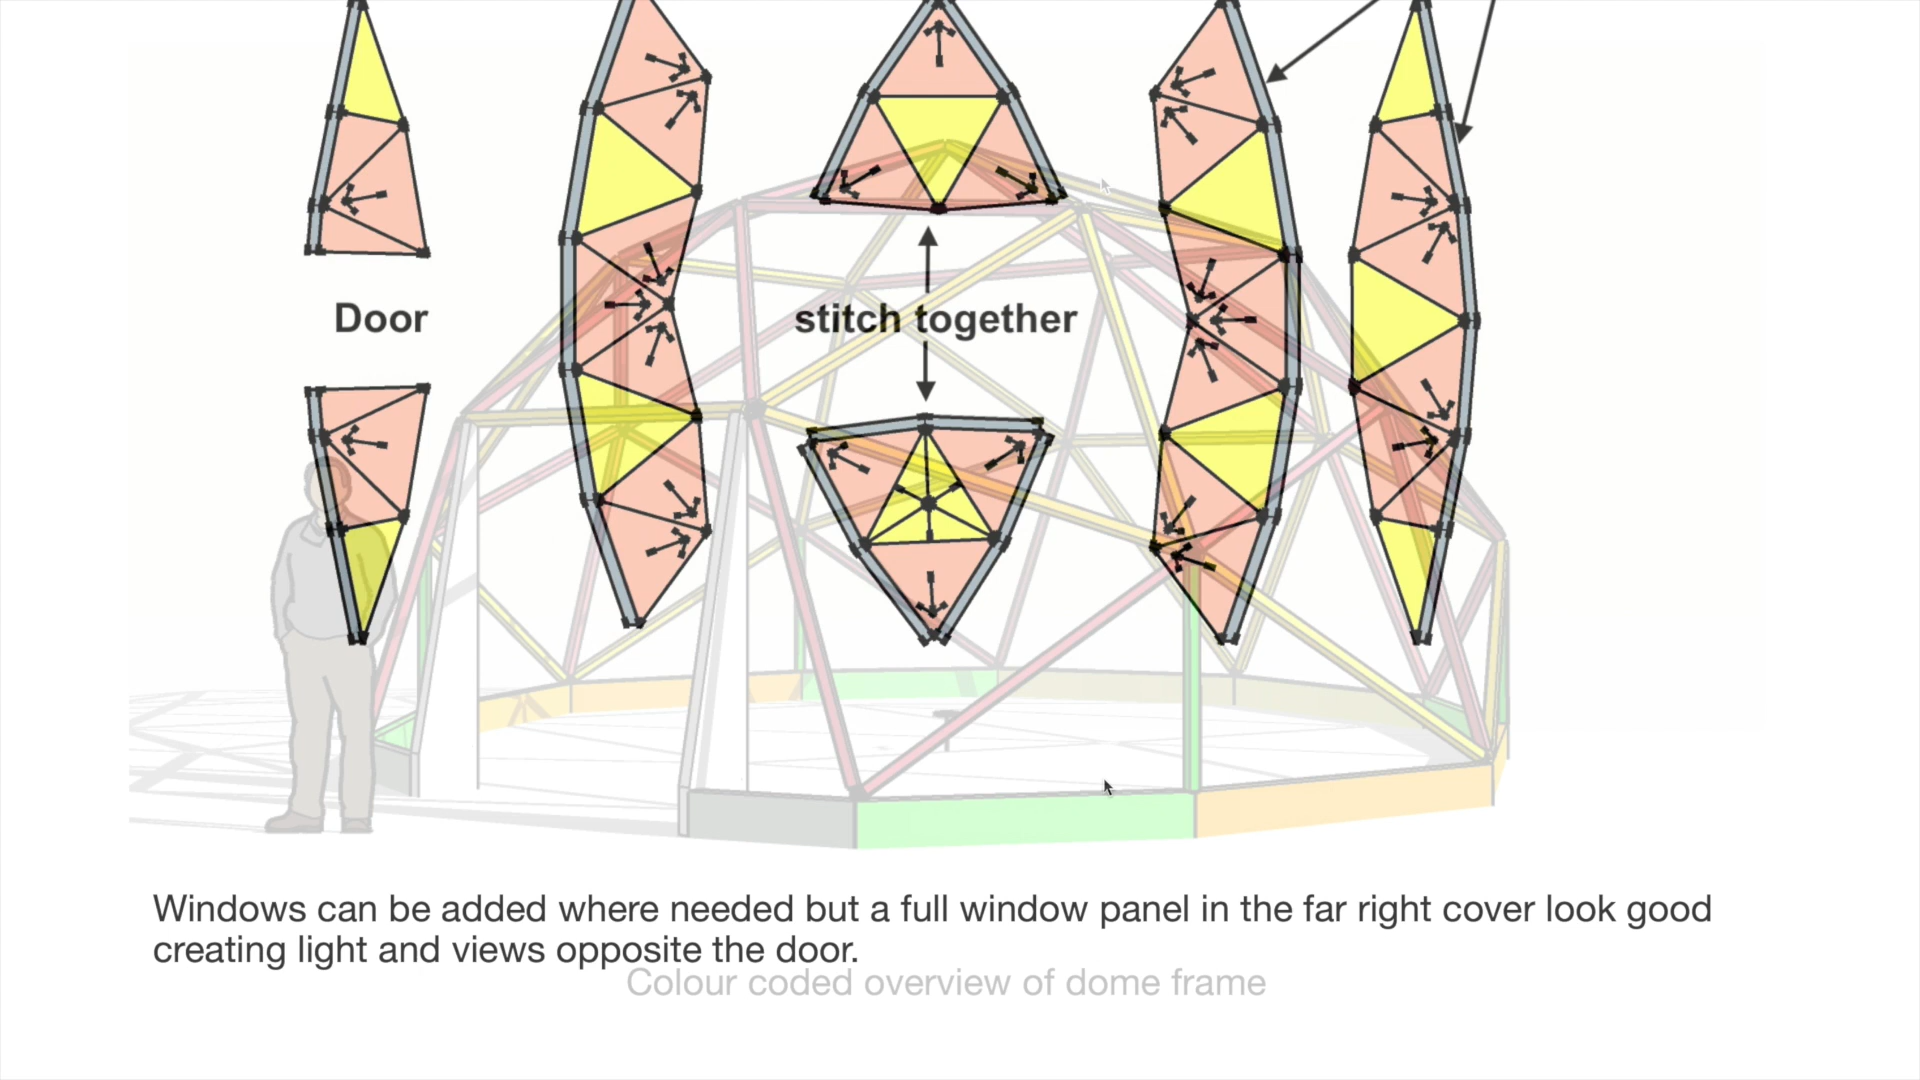 Door
stitch together
Windows can be added where needed but a full window panel in the far right cover look good
creating light and views opposite the door.
Colour coded overview of dome frame